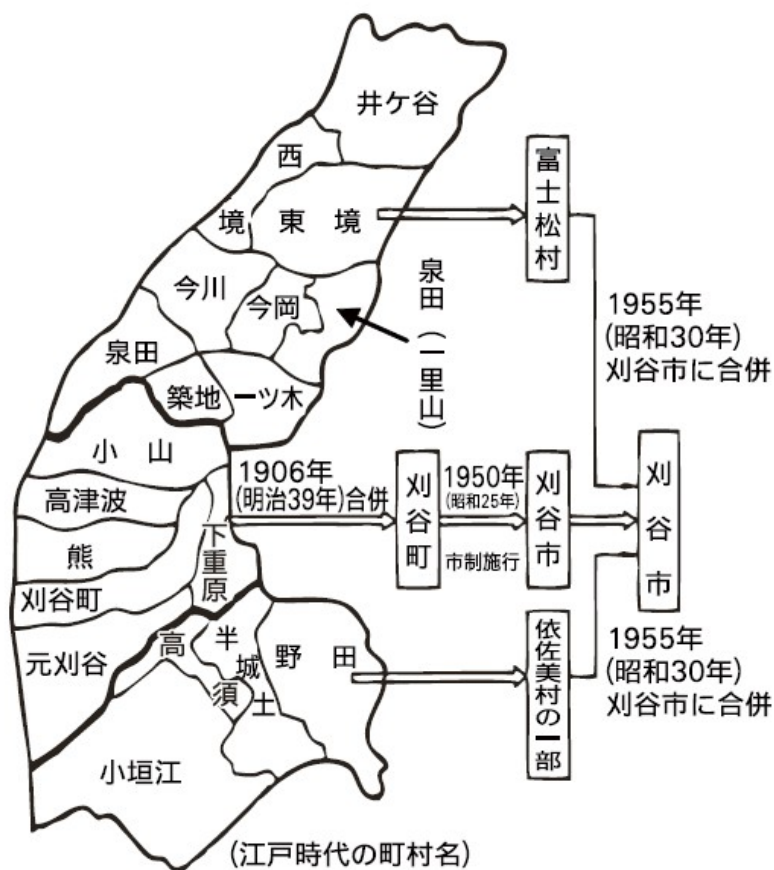 井ケ谷
西境
東境
富士松村
今川
今岡
泉田（一里山）
1955年
(昭和30年)
刈谷市に合併
泉田
築地
一ツ木
小山
1906年
(明治39年)合併
刈谷町
1950年
(昭和25年)
市制施行
刈谷市
刈谷市
高津波
熊
下重原
刈谷町
元刈谷
高須
半城土
野田
依佐美村の一部
1955年
(昭和30年)
刈谷市に合併
小垣江
(江戸時代の町村名)